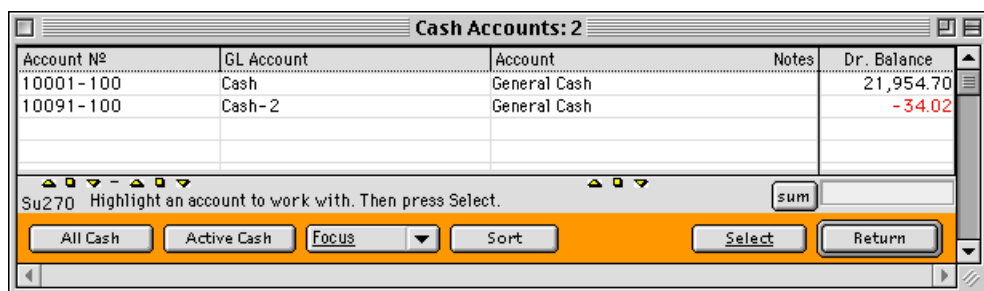 Cash Accounts: 2
Account Nº GL Account Account Notes Dr. Balance
10001-100 Cash General Cash 21,954.70
10091-100 Cash-2 General Cash -34.02
Su270 Highlight an account to work with. Then press Select. sum
All Cash Active Cash Focus Sort Select Return